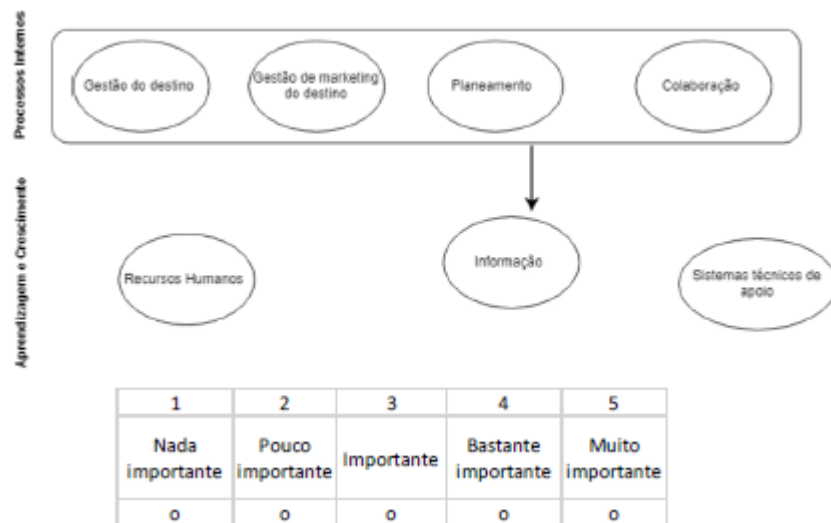 Processos Internos
Gestão do destino
Gestão de marketing
do destino
Planeamento
Colaboração
Aprendizagem e Crescimento
Recursos Humanos
Informação
Sistemas técnicos de
apoio
1 2 3 4 5
Nada importante Pouco importante Importante Bastante importante Muito importante
o o o o o